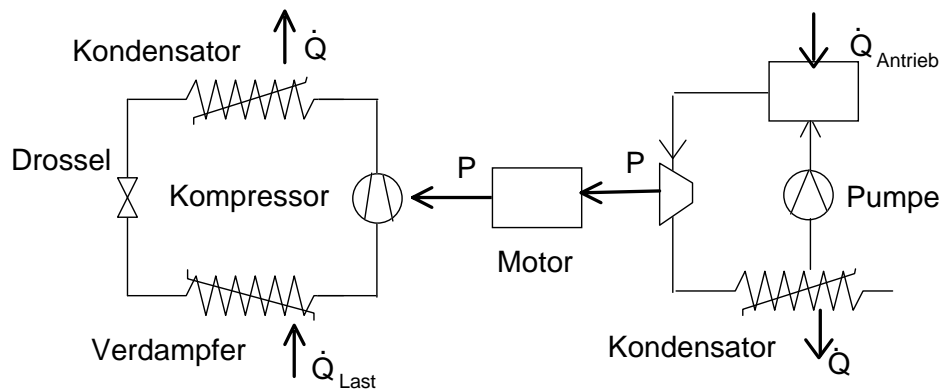 Kondensator
Q̇
Q̇ Antrieb
Drossel
Kompressor
P
P
Pumpe
Motor
Verdampfer
Q̇ Last
Kondensator
Q̇